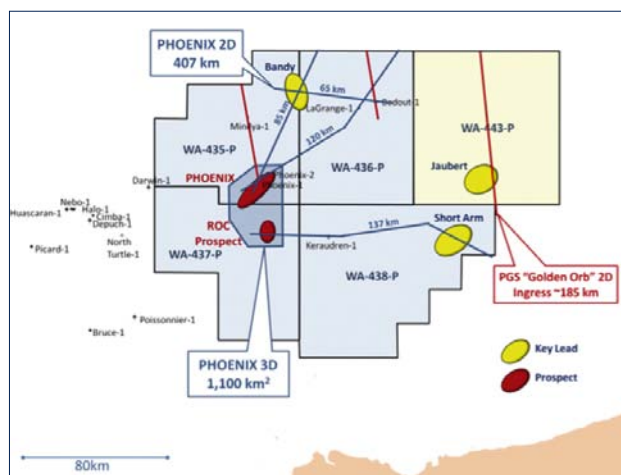 PHOENIX 2D
407 km
Bandy
65 km
LaGrange-1
Bedout-1
85 km
120 km
Minilya-1
WA-435-P
WA-436-P
WA-443-P
Jaubert
PHOENIX
Phoenix-2
Phoenix-1
Darwin-1
Nebo-1
Huascaran-1
Halo-1
Cimba-1
Depuch-1
North
Turtle-1
Picard-1
ROC
Prospect
WA-437-P
137 km
Short Arm
Keraudren-1
WA-438-P
PGS "Golden Orb" 2D
Ingress ~185 km
Poissonnier-1
Bruce-1
PHOENIX 3D
1,100 km²
Key Lead
Prospect
80km